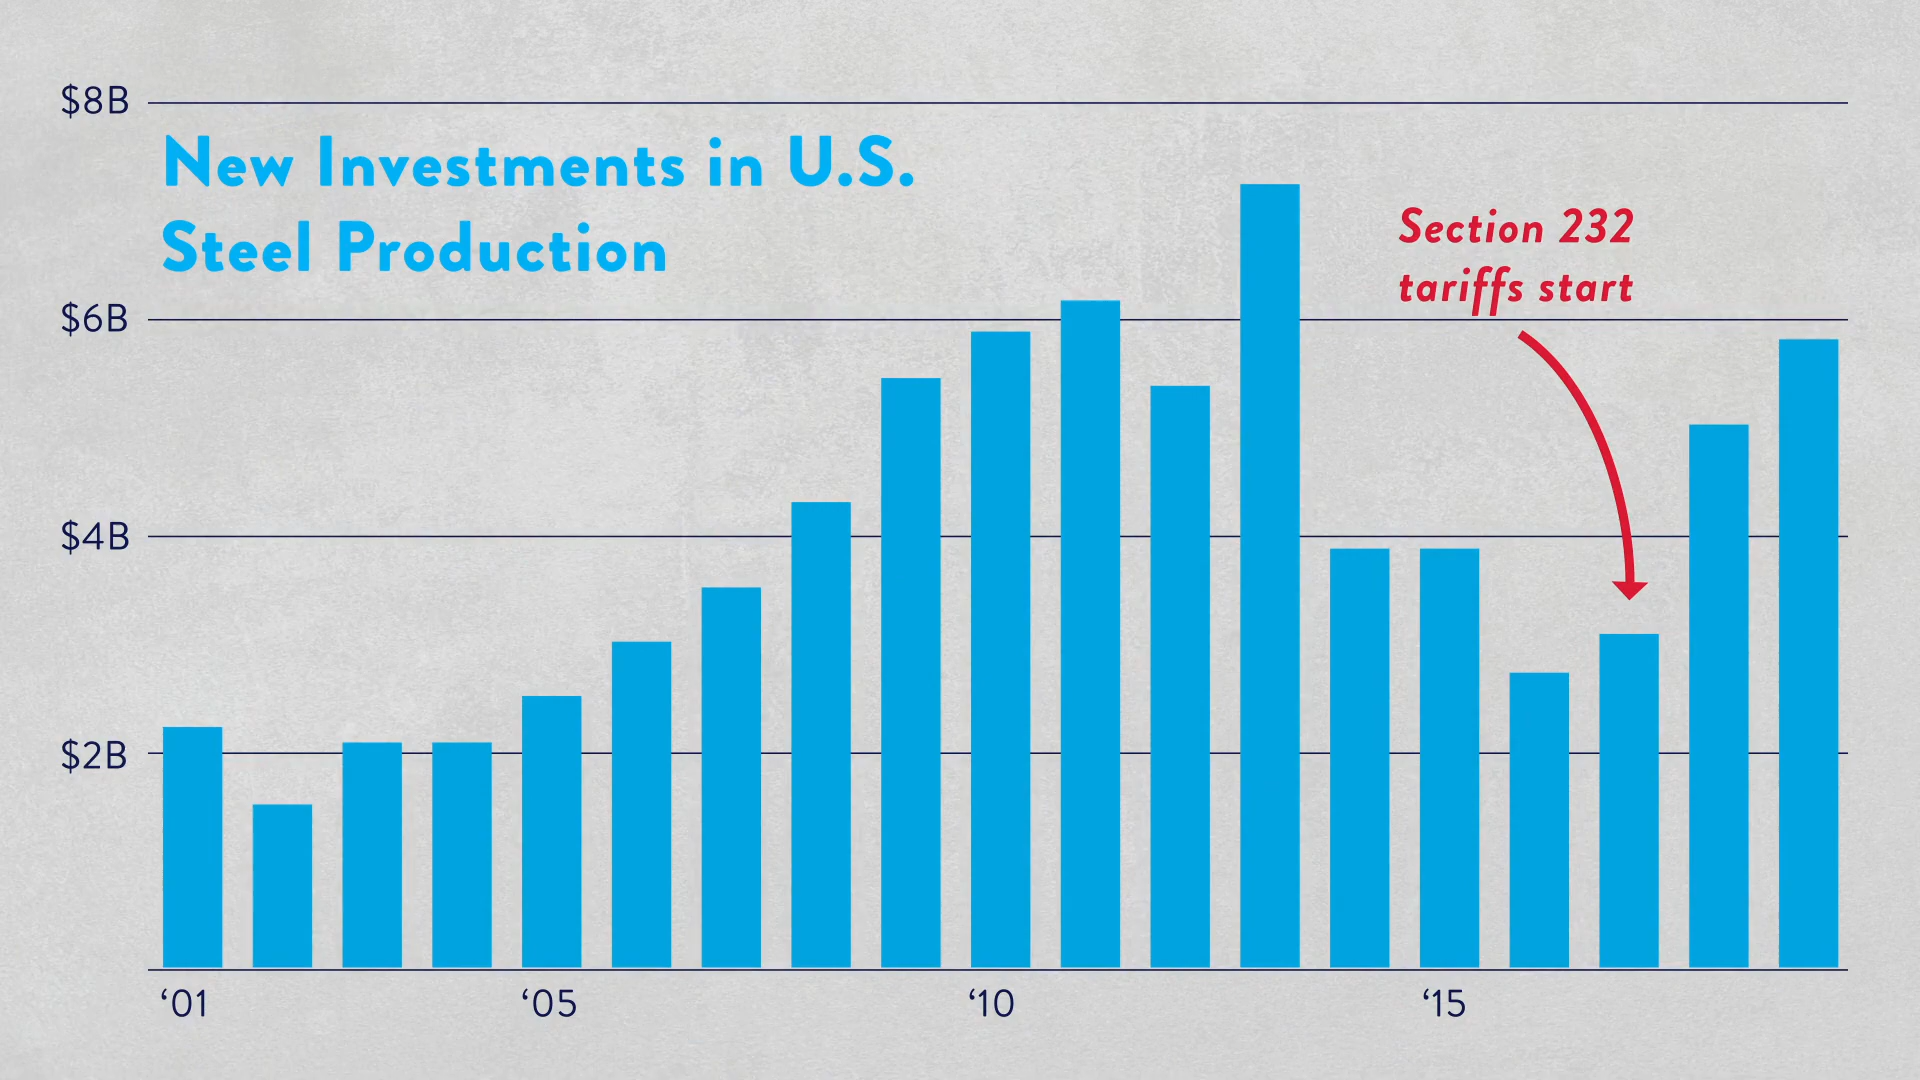 $8B
New Investments in U.S.
Steel Production
Section 232
tariffs start
$6B
$4B
$2B
‘01
‘05
‘10
‘15